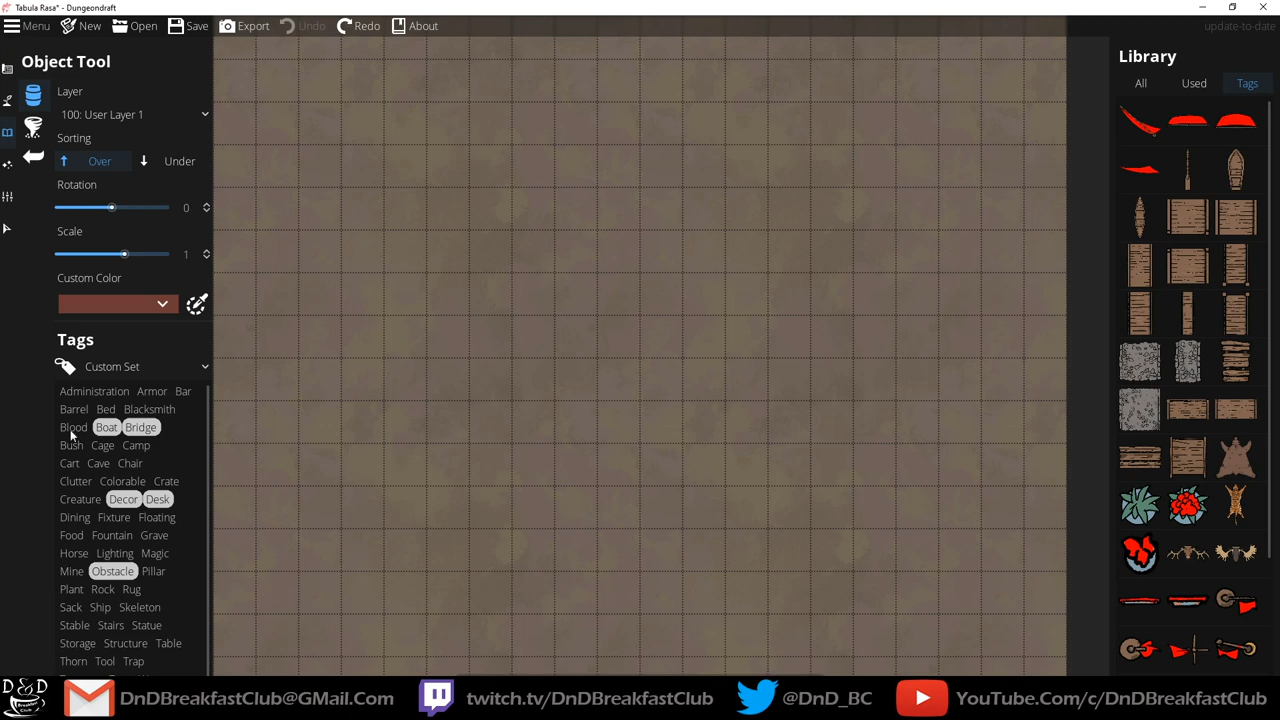 Tabula Rasa* - Dungeondraft
Menu New Open Save Export Undo Redo About update-to-date
Object Tool
Layer
100: User Layer 1
Sorting
Over Under
Rotation
0
Scale
1
Custom Color
Tags
Custom Set
Administration Armor Bar
Barrel Bed Blacksmith
Blood Boat Bridge
Bush Cage Camp
Cart Cave Chair
Clutter Colorable Crate
Creature Decor Desk
Dining Fixture Floating
Food Fountain Grave
Horse Lighting Magic
Mine Obstacle Pillar
Plant Rock Rug
Sack Ship Skeleton
Stable Stairs Statue
Storage Structure Table
Thorn Tool Trap
Library
All Used Tags
D&D Breakfast Club
DnDBreakfastClub@GMail.Com twitch.tv/DnDBreakfastClub @DnD_BC YouTube.Com/c/DnDBreakfastClub